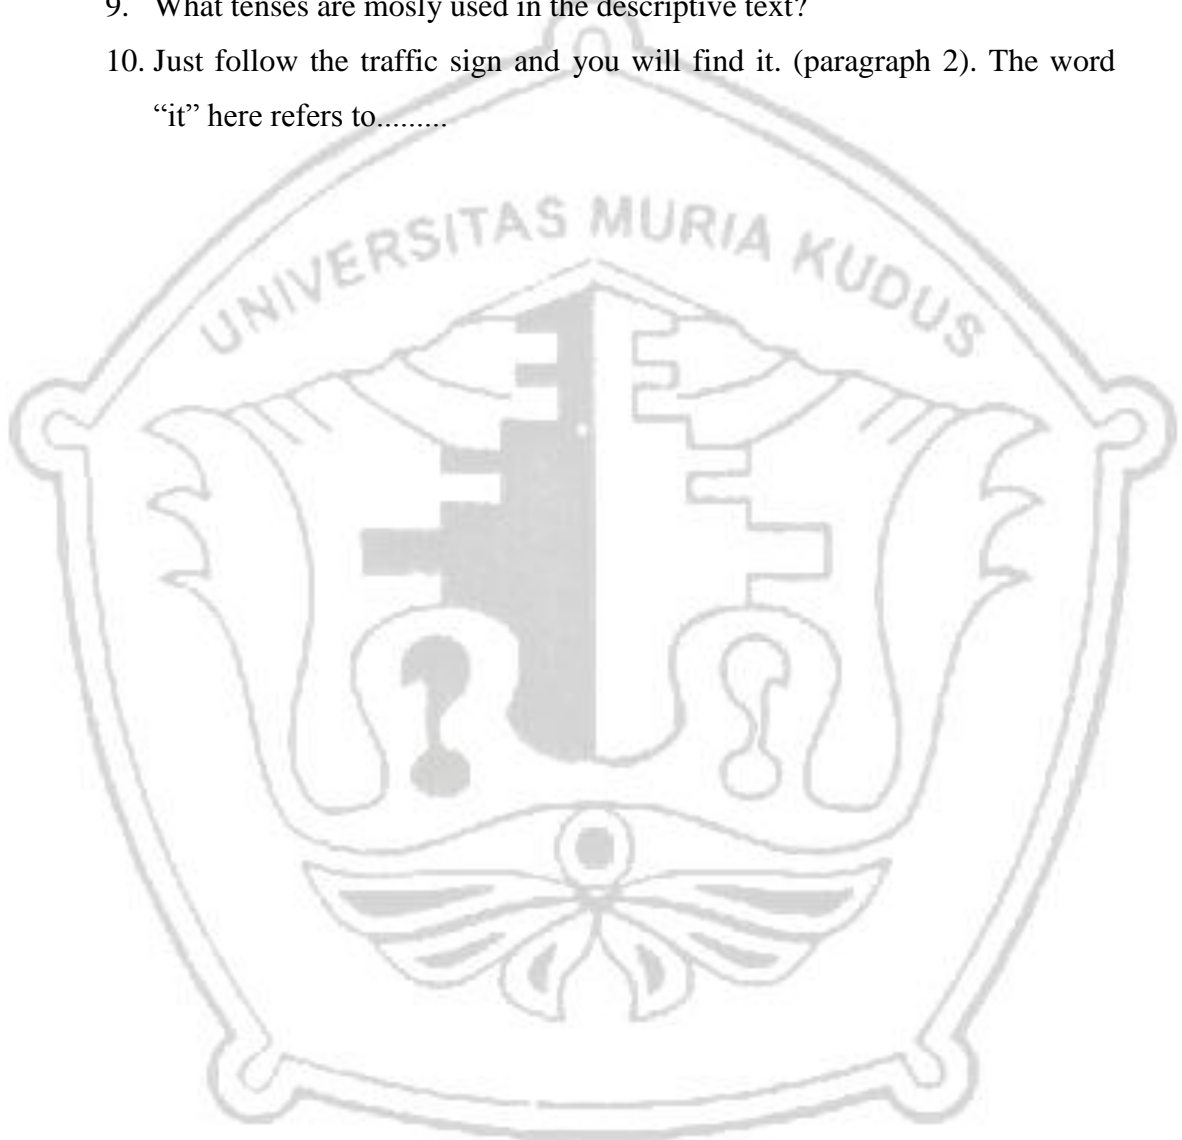 9. What tenses are mosly used in the descriptive text?
10. Just follow the traffic sign and you will find it. (paragraph 2). The word
“it” here refers to.........
UNIVERSITAS MURIA KUDUS